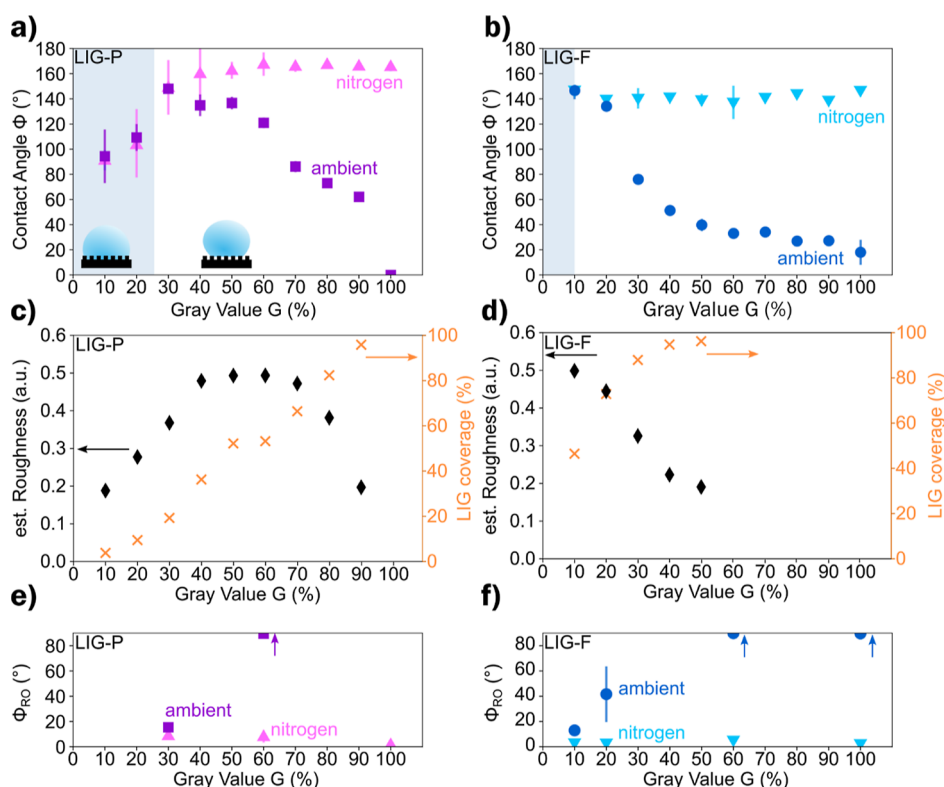 a)
LIG-P
180
160
140
120
100
80
60
40
20
0
Contact Angle Φ (°)
nitrogen
ambient
0 10 20 30 40 50 60 70 80 90 100
Gray Value G (%)
b)
LIG-F
180
160
140
120
100
80
60
40
20
0
Contact Angle Φ (°)
nitrogen
ambient
0 10 20 30 40 50 60 70 80 90 100
Gray Value G (%)
c)
LIG-P
0.6
0.5
0.4
0.3
0.2
0.1
0.0
est. Roughness (a.u.)
100
80
60
40
20
0
LIG coverage (%)
0 10 20 30 40 50 60 70 80 90 100
Gray Value G (%)
d)
LIG-F
0.6
0.5
0.4
0.3
0.2
0.1
0.0
est. Roughness (a.u.)
100
80
60
40
20
0
LIG coverage (%)
0 10 20 30 40 50 60 70 80 90 100
Gray Value G (%)
e)
LIG-P
80
60
40
20
0
Φ_RO (°)
ambient
nitrogen
0 10 20 30 40 50 60 70 80 90 100
Gray Value G (%)
f)
LIG-F
80
60
40
20
0
Φ_RO (°)
ambient
nitrogen
0 10 20 30 40 50 60 70 80 90 100
Gray Value G (%)